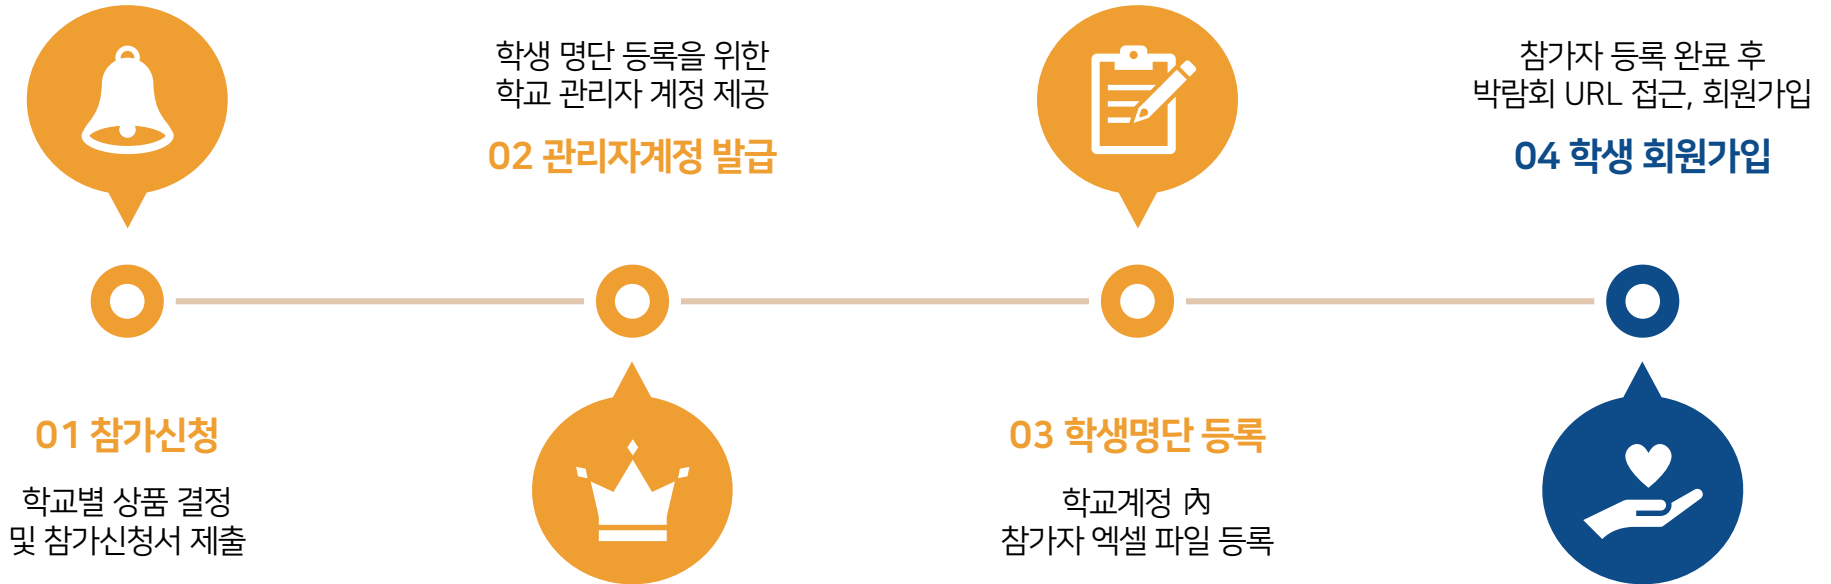 01 참가신청
학교별 상품 결정
및 참가신청서 제출
학생 명단 등록을 위한
학교 관리자 계정 제공
02 관리자계정 발급
03 학생명단 등록
학교계정 內
참가자 엑셀 파일 등록
참가자 등록 완료 후
박람회 URL 접근, 회원가입
04 학생 회원가입